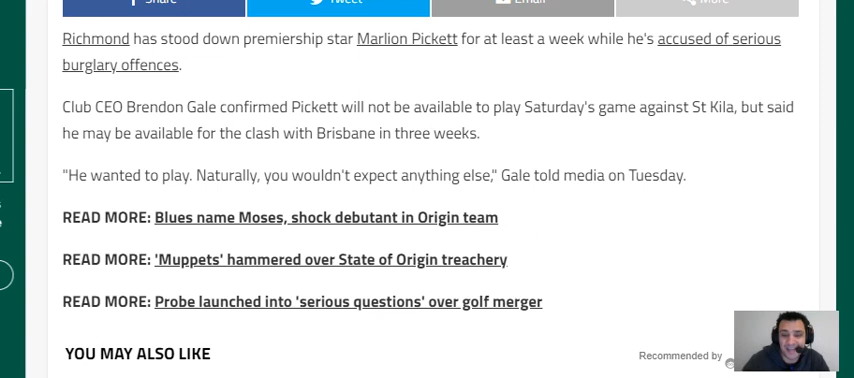 Share Tweet Email More
Richmond has stood down premiership star Marlion Pickett for at least a week while he's accused of serious
burglary offences.
Club CEO Brendon Gale confirmed Pickett will not be available to play Saturday's game against St Kila, but said
he may be available for the clash with Brisbane in three weeks.
"He wanted to play. Naturally, you wouldn't expect anything else," Gale told media on Tuesday.
READ MORE: Blues name Moses, shock debutant in Origin team
READ MORE: 'Muppets' hammered over State of Origin treachery
READ MORE: Probe launched into 'serious questions' over golf merger
YOU MAY ALSO LIKE
Recommended by